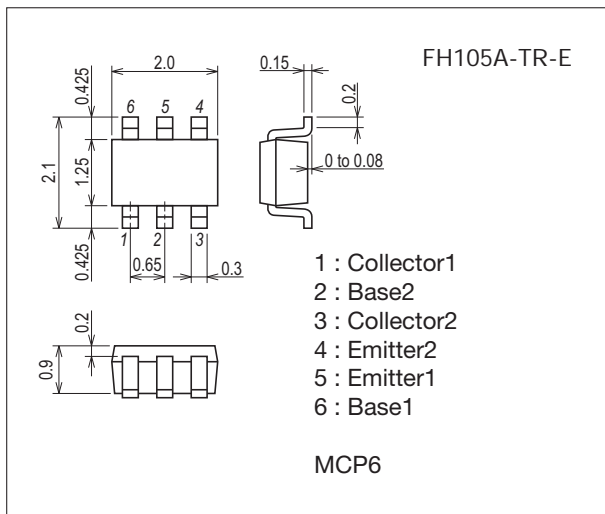 FH105A-TR-E
2.0
0.15
0.425
0.2
6 5 4
2.1
1.25
0 to 0.08
0.425
1 2 3
0.65
0.3
1 : Collector1
2 : Base2
3 : Collector2
4 : Emitter2
5 : Emitter1
6 : Base1
0.2
0.9
MCP6